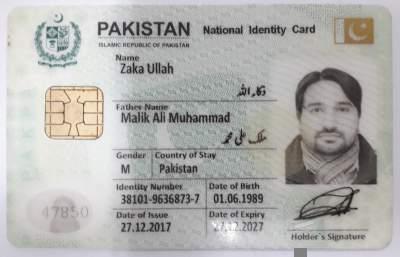 PAKISTAN National Identity Card
ISLAMIC REPUBLIC OF PAKISTAN
Name
Zaka Ullah
ذکاء اللہ
Father Name
Malik Ali Muhammad
ملک علی محمد
Gender Country of Stay
M Pakistan
Identity Number Date of Birth
38101-9636873-7 01.06.1989
47850
Date of Issue Date of Expiry
27.12.2017 27.12.2027
Holder's Signature